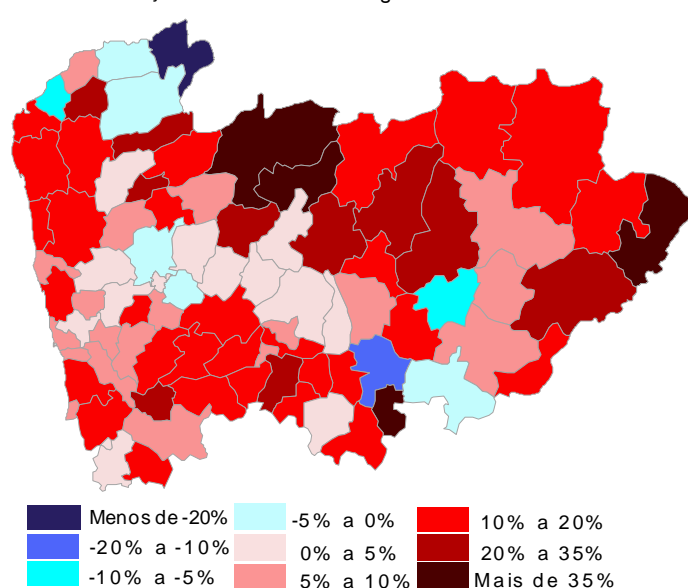 Menos de -20%
-5% a 0%
10% a 20%
-20% a -10%
0% a 5%
20% a 35%
-10% a -5%
5% a 10%
Mais de 35%